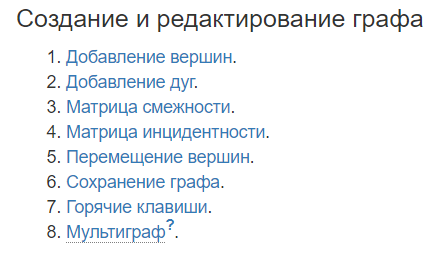 Создание и редактирование графа
1. Добавление вершин.
2. Добавление дуг.
3. Матрица смежности.
4. Матрица инцидентности.
5. Перемещение вершин.
6. Сохранение графа.
7. Горячие клавиши.
8. Мультиграф?.